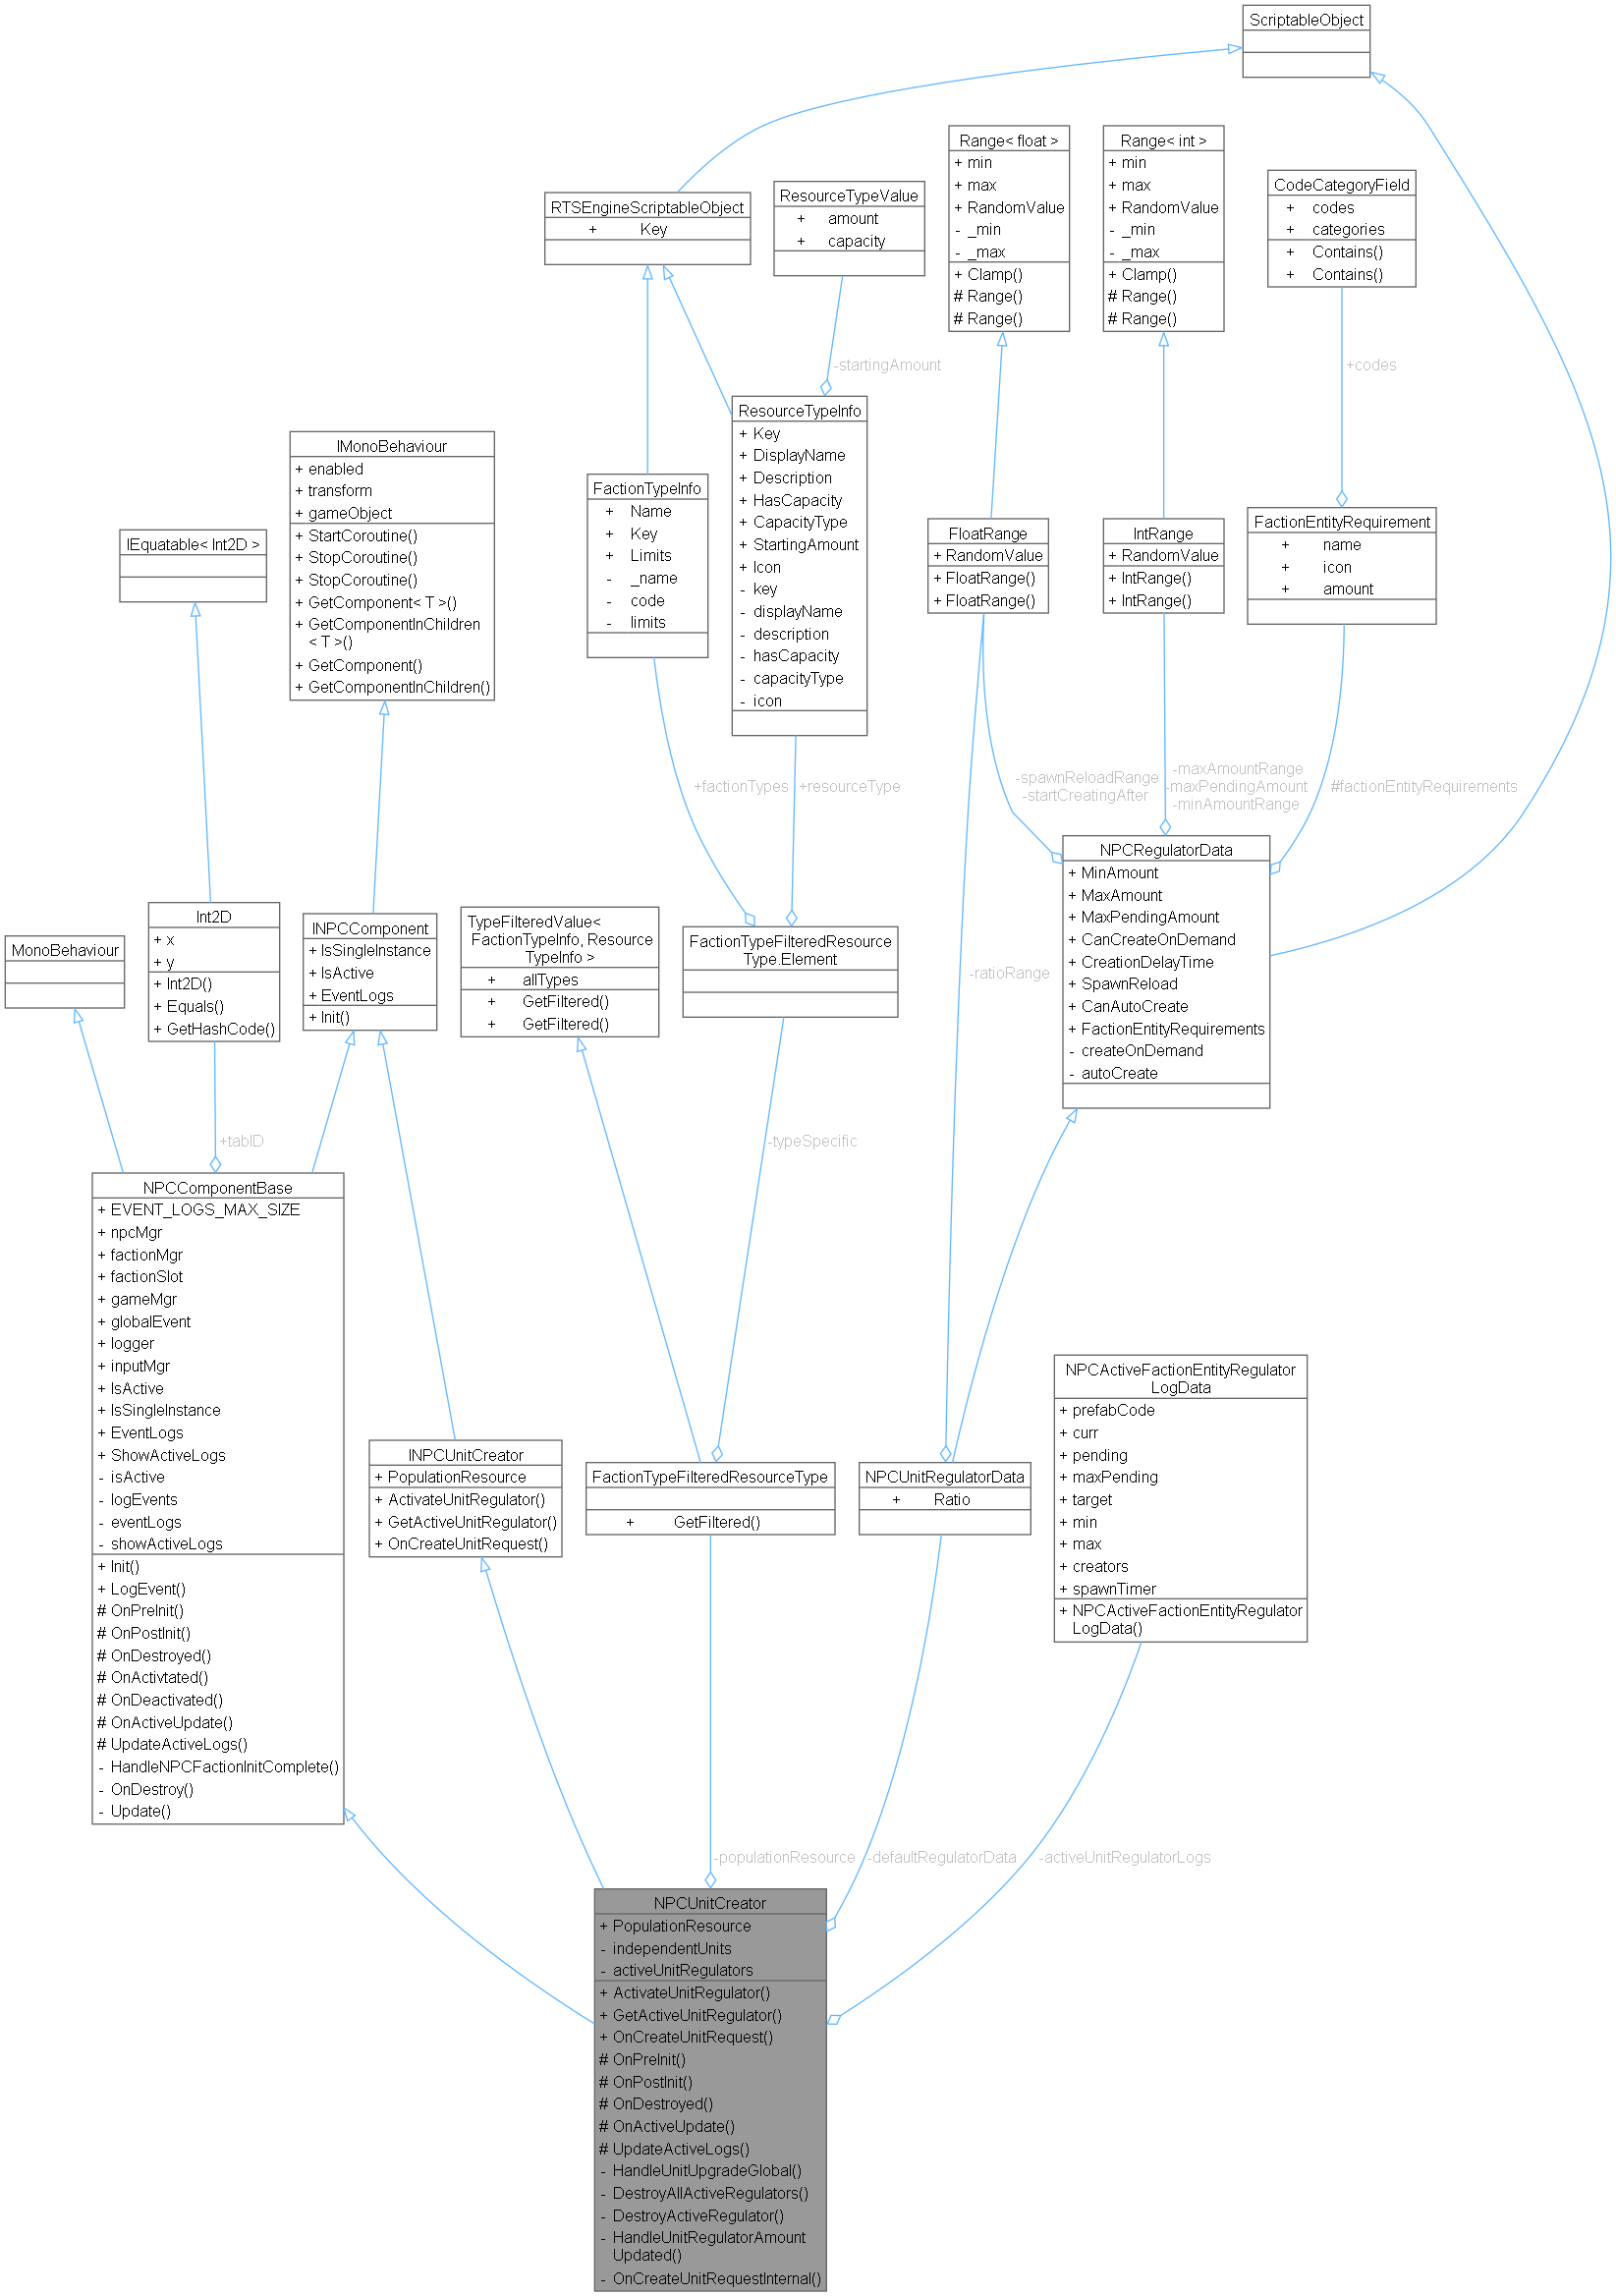 ScriptableObject
Range< float >
+ min
+ max
+ RandomValue
- _min
- _max
+ Clamp()
# Range()
# Range()
Range< int >
+ min
+ max
+ RandomValue
- _min
- _max
+ Clamp()
# Range()
# Range()
CodeCategoryField
+ codes
+ categories
+ Contains()
+ Contains()
ResourceTypeValue
+ amount
+ capacity
RTSEngineScriptableObject
+ Key
-startingAmount
+codes
ResourceTypeInfo
+ Key
+ DisplayName
+ Description
+ HasCapacity
+ CapacityType
+ StartingAmount
+ Icon
- key
- displayName
- description
- hasCapacity
- capacityType
- icon
IMonoBehaviour
+ enabled
+ transform
+ gameObject
+ StartCoroutine()
+ StopCoroutine()
+ StopCoroutine()
+ GetComponent< T >()
+ GetComponentInChildren
< T >()
+ GetComponent()
+ GetComponentInChildren()
FactionTypeInfo
+ Name
+ Key
+ Limits
- _name
- code
- limits
IEquatable< Int2D >
FloatRange
+ RandomValue
+ FloatRange()
+ FloatRange()
IntRange
+ RandomValue
+ IntRange()
+ IntRange()
FactionEntityRequirement
+ name
+ icon
+ amount
+factionTypes
+resourceType
-spawnReloadRange
-startCreatingAfter
-maxAmountRange
-maxPendingAmount
-minAmountRange
#factionEntityRequirements
NPCRegulatorData
+ MinAmount
+ MaxAmount
+ MaxPendingAmount
+ CanCreateOnDemand
+ CreationDelayTime
+ SpawnReload
+ CanAutoCreate
+ FactionEntityRequirements
- createOnDemand
- autoCreate
MonoBehaviour
Int2D
+ x
+ y
+ Int2D()
+ Equals()
+ GetHashCode()
INPCComponent
+ IsSingleInstance
+ IsActive
+ EventLogs
+ Init()
TypeFilteredValue<
FactionTypeInfo, Resource
TypeInfo >
+ allTypes
+ GetFiltered()
+ GetFiltered()
FactionTypeFilteredResource
Type.Element
-ratioRange
+tabID
-typeSpecific
NPCComponentBase
+ EVENT_LOGS_MAX_SIZE
+ npcMgr
+ factionMgr
+ factionSlot
+ gameMgr
+ globalEvent
+ logger
+ inputMgr
+ IsActive
+ IsSingleInstance
+ EventLogs
+ ShowActiveLogs
- isActive
- logEvents
- eventLogs
- showActiveLogs
+ Init()
+ LogEvent()
# OnPreInit()
# OnPostInit()
# OnDestroyed()
# OnActivtated()
# OnDeactivated()
# OnActiveUpdate()
# UpdateActiveLogs()
- HandleNPCFactionInitComplete()
- OnDestroy()
- Update()
INPCUnitCreator
+ PopulationResource
+ ActivateUnitRegulator()
+ GetActiveUnitRegulator()
+ OnCreateUnitRequest()
FactionTypeFilteredResourceType
+ GetFiltered()
NPCUnitRegulatorData
+ Ratio
NPCActiveFactionEntityRegulator
LogData
+ prefabCode
+ curr
+ pending
+ maxPending
+ target
+ min
+ max
+ creators
+ spawnTimer
+ NPCActiveFactionEntityRegulator
LogData()
-populationResource
-defaultRegulatorData
-activeUnitRegulatorLogs
NPCUnitCreator
+ PopulationResource
- independentUnits
- activeUnitRegulators
+ ActivateUnitRegulator()
+ GetActiveUnitRegulator()
+ OnCreateUnitRequest()
# OnPreInit()
# OnPostInit()
# OnDestroyed()
# OnActiveUpdate()
# UpdateActiveLogs()
- HandleUnitUpgradeGlobal()
- DestroyAllActiveRegulators()
- DestroyActiveRegulator()
- HandleUnitRegulatorAmount
Updated()
- OnCreateUnitRequestInternal()